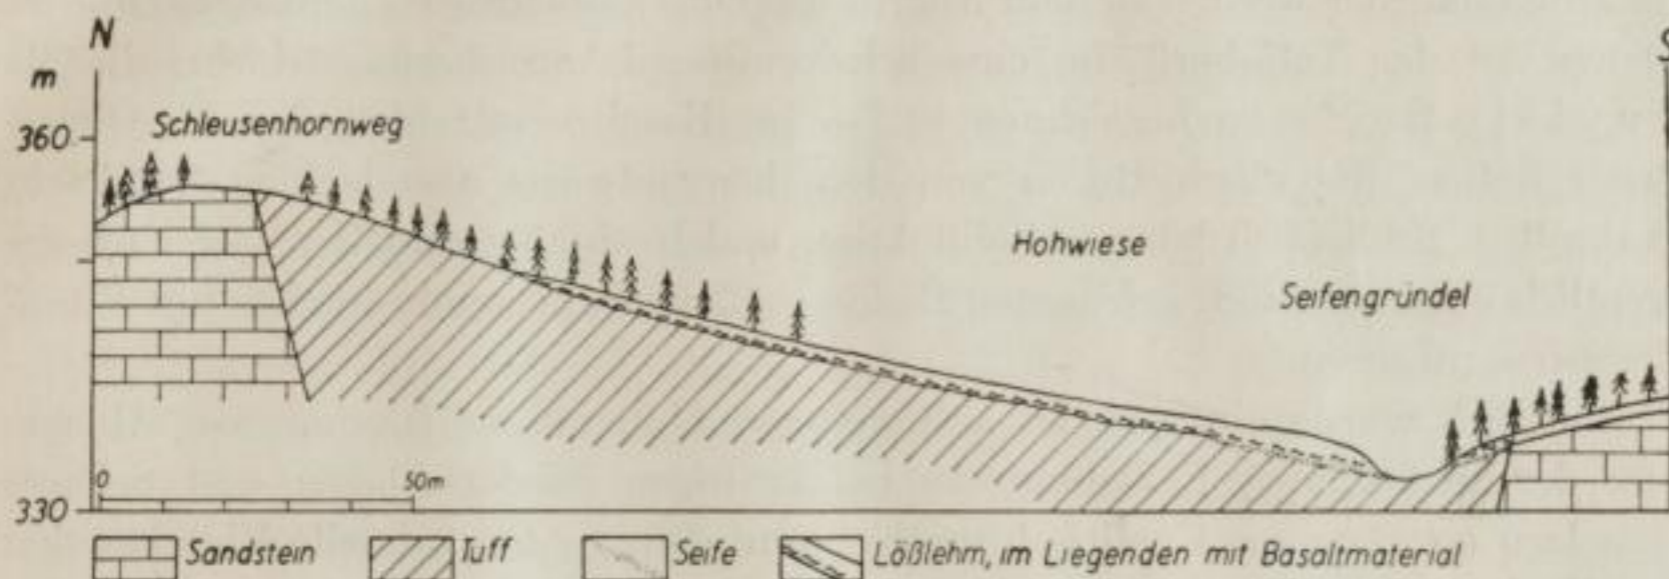 N
S
m
360
Schleusenhornweg
Hohwiese
Seifengründel
0
50m
330
Sandstein
Tuff
Seife
Lößlehm, im Liegenden mit Basaltmaterial